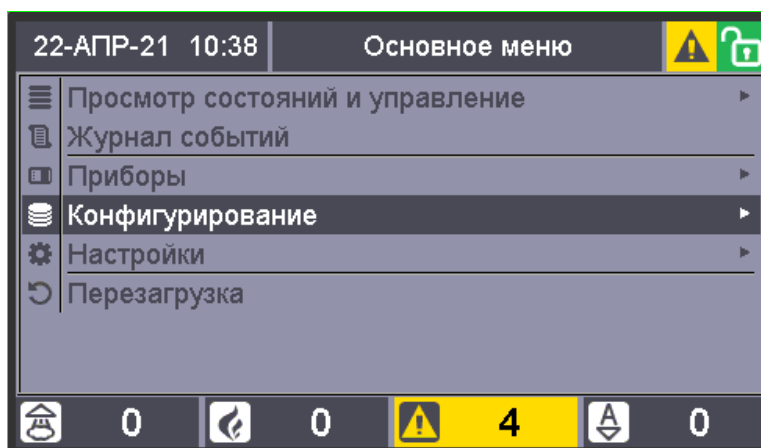 22-АПР-21 10:38 Основное меню
Просмотр состояний и управление
Журнал событий
Приборы
Конфигурирование
Настройки
Перезагрузка
0 0 4 A 0